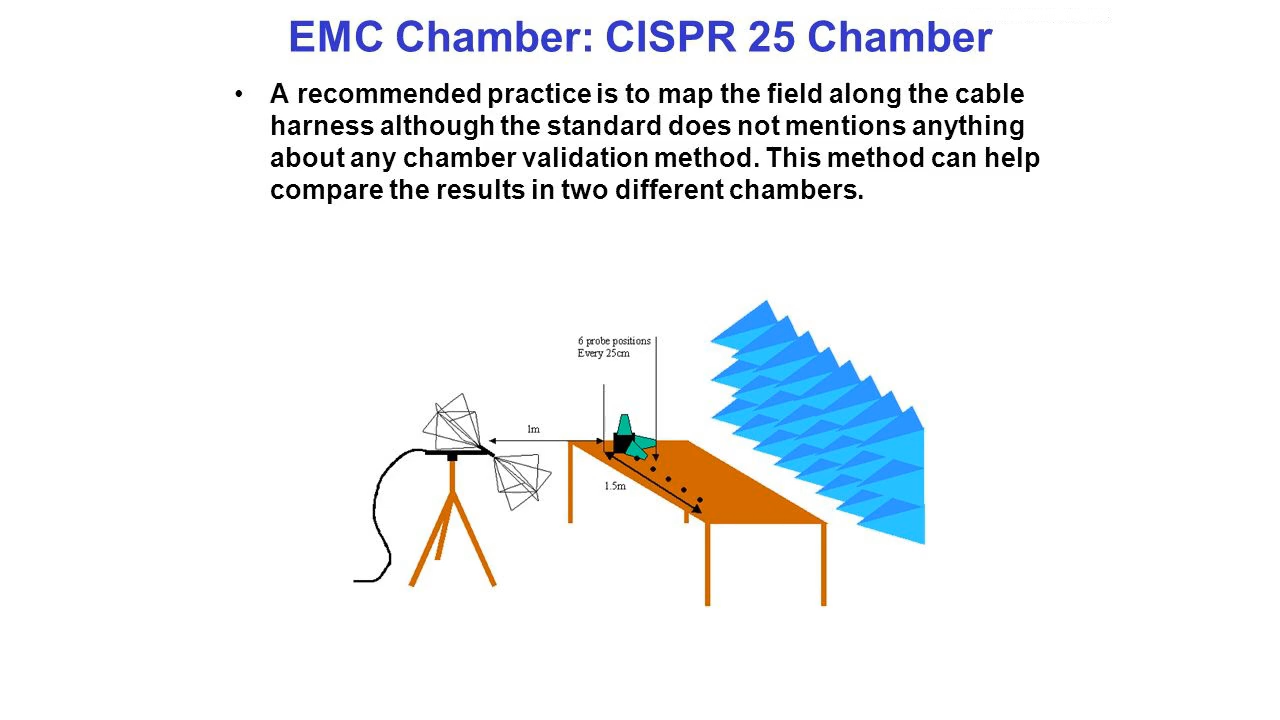 EMC Chamber: CISPR 25 Chamber
• A recommended practice is to map the field along the cable
harness although the standard does not mentions anything
about any chamber validation method. This method can help
compare the results in two different chambers.
6 probe positions
Every 25cm
1m
1.5m